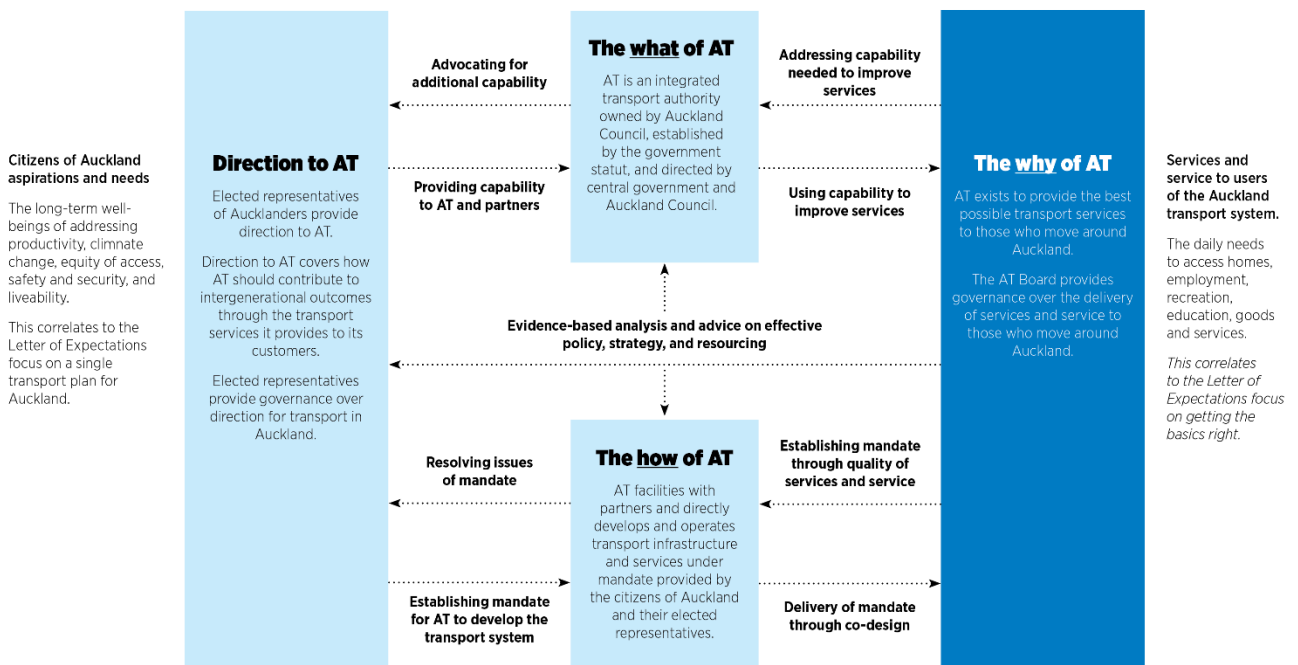 Citizens of Auckland
aspirations and needs
The long-term well-
beings of addressing
productivity, climnate
change, equity of access,
safety and security, and
liveability.
This correlates to the
Letter of Expectations
focus on a single
transport plan for
Auckland.
Direction to AT
Elected representatives
of Aucklanders provide
direction to AT.
Direction to AT covers how
AT should contribute to
intergenerational outcomes
through the transport
services it provides to its
customers.
Elected representatives
provide governance over
direction for transport in
Auckland.
Advocating for
additional capability
Providing capability
to AT and partners
The what of AT
AT is an integrated
transport authority
owned by Auckland
Council, established
by the government
statut, and directed by
central government and
Auckland Council.
Addressing capability
needed to improve
services
Using capability to
improve services
Evidence-based analysis and advice on effective
policy, strategy, and resourcing
Resolving issues
of mandate
Establishing mandate
for AT to develop the
transport system
The how of AT
AT facilities with
partners and directly
develops and operates
transport infrastructure
and services under
mandate provided by
the citizens of Auckland
and their elected
representatives.
Establishing mandate
through quality of
services and service
Delivery of mandate
through co-design
The why of AT
AT exists to provide the best
possible transport services
to those who move around
Auckland.
The AT Board provides
governance over the delivery
of services and service to
those who move around
Auckland.
Services and
service to users
of the Auckland
transport system.
The daily needs
to access homes,
employment,
recreation,
education, goods
and services.
This correlates
to the Letter of
Expectations focus
on getting the
basics right.